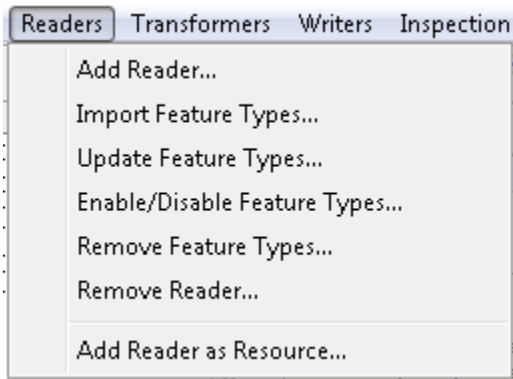 Readers Transformers Writers Inspection
Add Reader...
Import Feature Types...
Update Feature Types...
Enable/Disable Feature Types...
Remove Feature Types...
Remove Reader...
Add Reader as Resource...